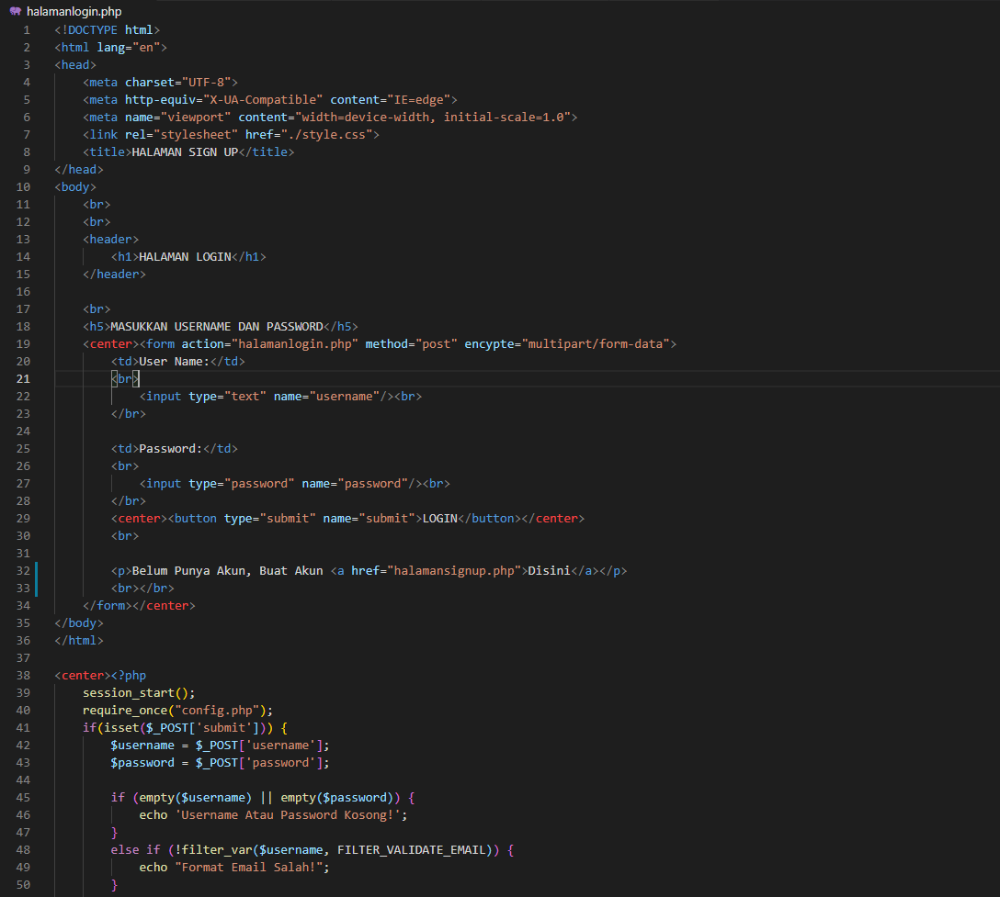 halamanlogin.php
1 <!DOCTYPE html>
2 <html lang="en">
3 <head>
4 <meta charset="UTF-8">
5 <meta http-equiv="X-UA-Compatible" content="IE=edge">
6 <meta name="viewport" content="width=device-width, initial-scale=1.0">
7 <link rel="stylesheet" href="./style.css">
8 <title>HALAMAN SIGN UP</title>
9 </head>
10 <body>
11 <br>
12 <br>
13 <header>
14 <h1>HALAMAN LOGIN</h1>
15 </header>
16
17 <br>
18 <h5>MASUKKAN USERNAME DAN PASSWORD</h5>
19 <center><form action="halamanlogin.php" method="post" encypte="multipart/form-data">
20 <td>User Name:</td>
21 <br>
22 <input type="text" name="username"/><br>
23 </br>
24
25 <td>Password:</td>
26 <br>
27 <input type="password" name="password"/><br>
28 </br>
29 <center><button type="submit" name="submit">LOGIN</button></center>
30 <br>
31
32 <p>Belum Punya Akun, Buat Akun <a href="halamansignup.php">Disini</a></p>
33 <br></br>
34 </form></center>
35 </body>
36 </html>
37
38 <center><?php
39 session_start();
40 require_once("config.php");
41 if(isset($_POST['submit'])) {
42 $username = $_POST['username'];
43 $password = $_POST['password'];
44
45 if (empty($username) || empty($password)) {
46 echo 'Username Atau Password Kosong!';
47 }
48 else if (!filter_var($username, FILTER_VALIDATE_EMAIL)) {
49 echo "Format Email Salah!";
50 }